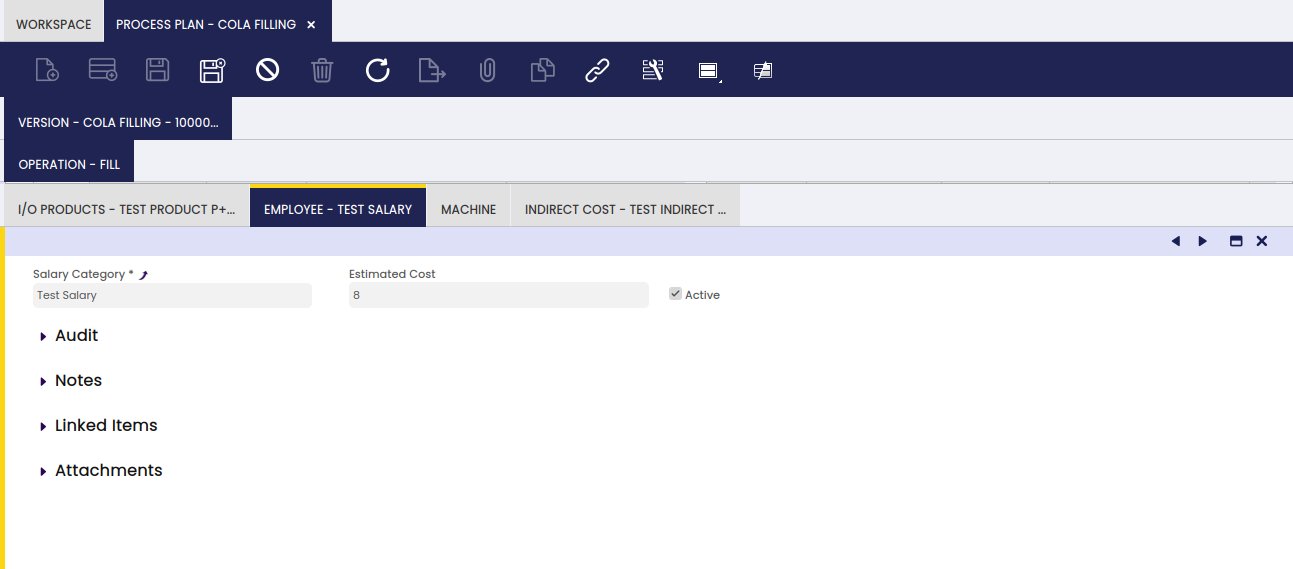 WORKSPACE PROCESS PLAN - COLA FILLING
VERSION - COLA FILLING - 10000...
OPERATION - FILL
I/O PRODUCTS - TEST PRODUCT P+... EMPLOYEE - TEST SALARY MACHINE INDIRECT COST - TEST INDIRECT ...
Salary Category * Estimated Cost
Test Salary 8 Active
Audit
Notes
Linked Items
Attachments